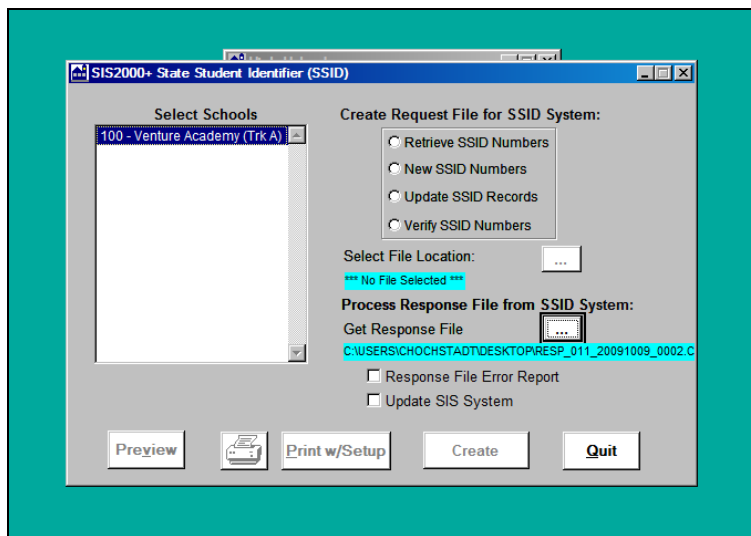 SIS2000+ State Student Identifier (SSID)
Select Schools
100 - Venture Academy (Trk A)
Create Request File for SSID System:
Retrieve SSID Numbers
New SSID Numbers
Update SSID Records
Verify SSID Numbers
Select File Location:
...
*** No File Selected ***
Process Response File from SSID System:
Get Response File
...
C:\USERS\CHOCHSTADT\DESKTOP\RESP_011_20091009_0002.C
Response File Error Report
Update SIS System
Preview
Print w/Setup
Create
Quit